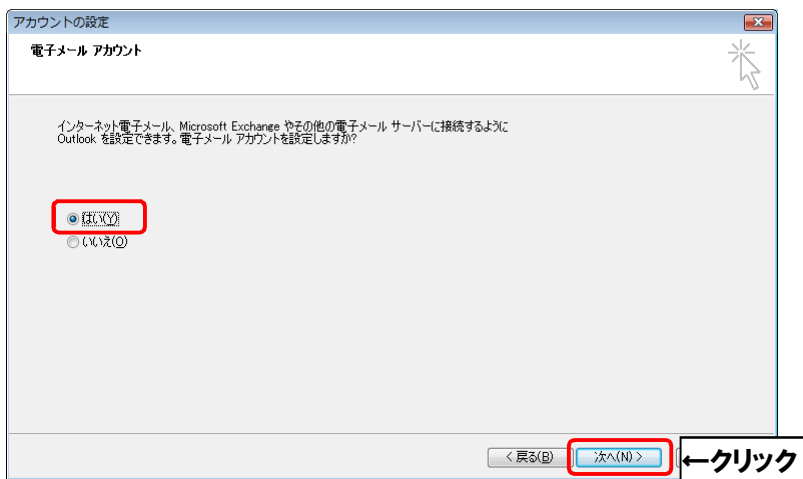 アカウントの設定
電子メール アカウント
インターネット電子メール、Microsoft Exchange やその他の電子メール サーバーに接続するように
Outlook を設定できます。電子メール アカウントを設定しますか?
はい(Y)
いいえ(O)
< 戻る(B)
次へ(N) >
←クリック